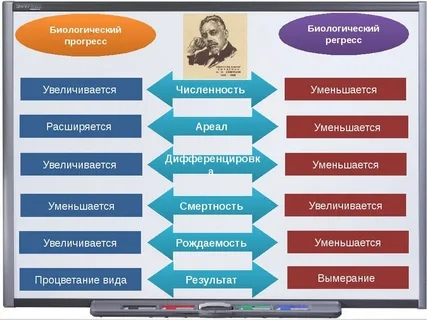 Биологический
прогресс
Биологический
регресс
Увеличивается
Численность
Уменьшается
Расширяется
Ареал
Уменьшается
Увеличивается
Дифференцировк
а
Уменьшается
Уменьшается
Смертность
Увеличивается
Увеличивается
Рождаемость
Уменьшается
Процветание вида
Результат
Вымерание